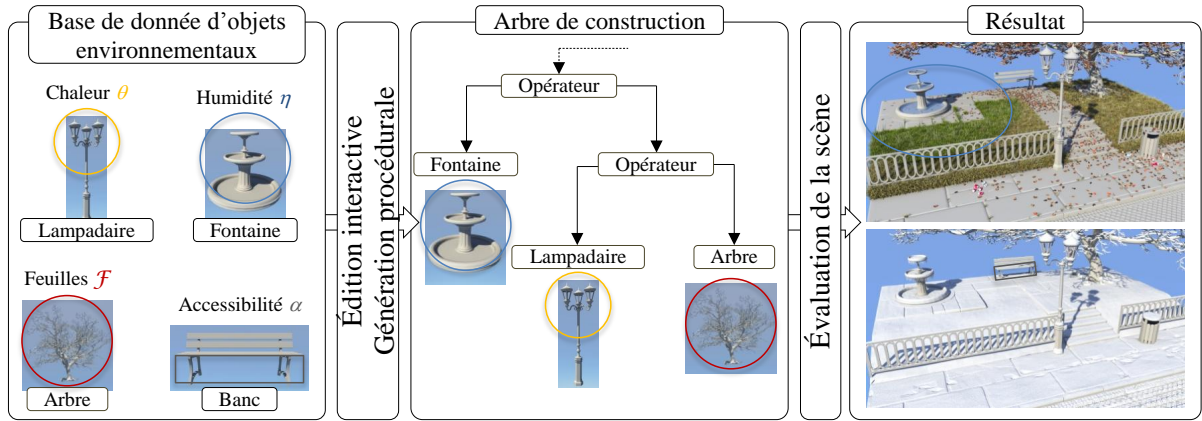 Base de donnée d'objets
environnementaux
Chaleur θ
Humidité η
Lampadaire
Fontaine
Feuilles ℱ
Accessibilité α
Arbre
Banc
Édition interactive
Génération procédurale
Arbre de construction
Opérateur
Fontaine
Opérateur
Lampadaire
Arbre
Évaluation de la scène
Résultat